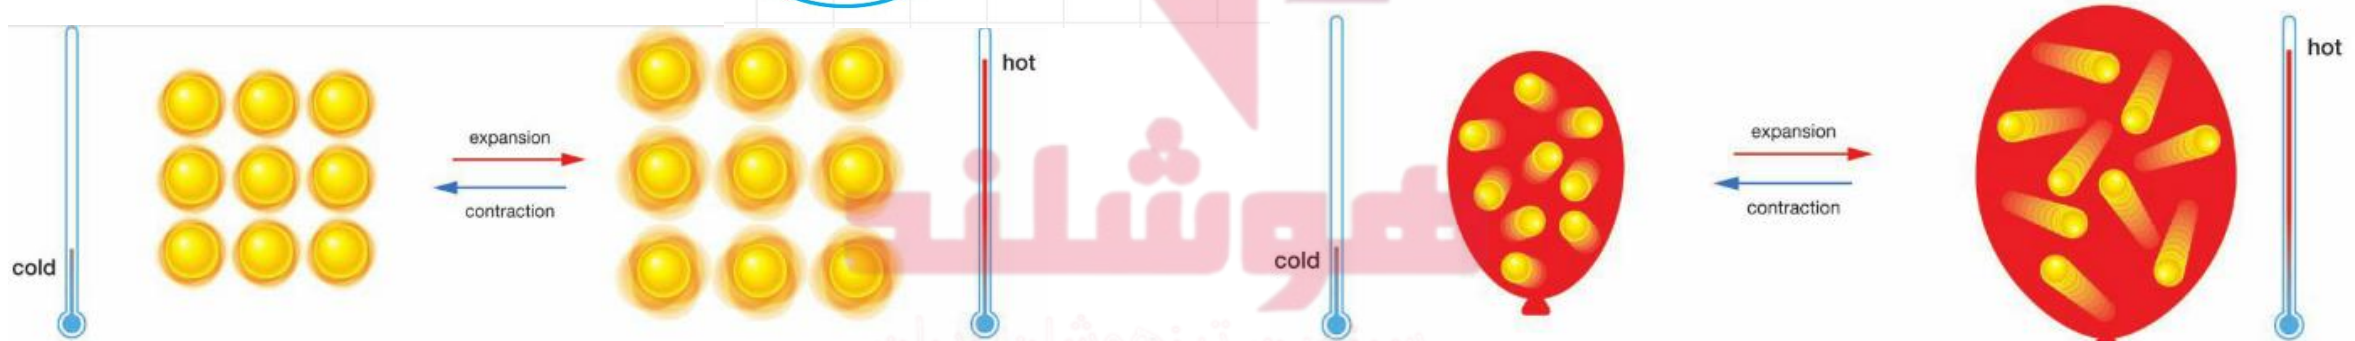 cold
expansion
contraction
hot
هوشلند
cold
expansion
contraction
hot